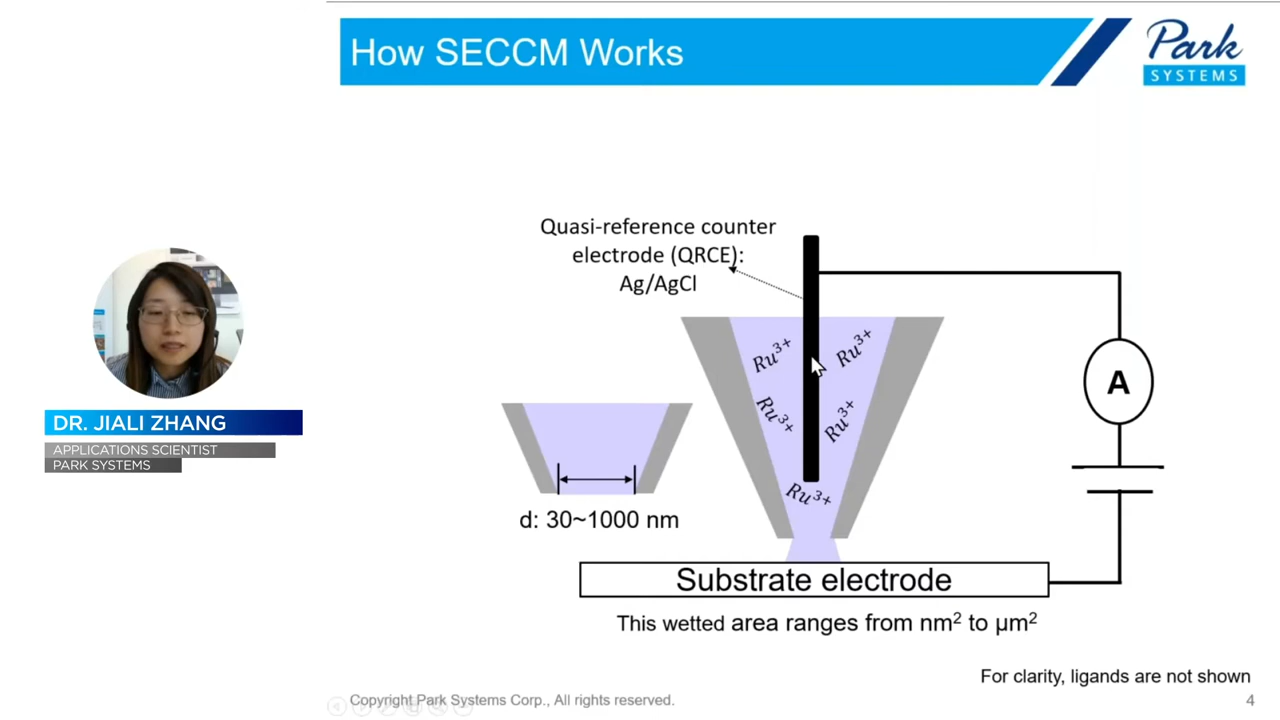 How SECCM Works
Park
SYSTEMS
Quasi-reference counter
electrode (QRCE):
Ag/AgCl
Ru³⁺
Ru³⁺
Ru³⁺
Ru³⁺
Ru³⁺
A
d: 30~1000 nm
Substrate electrode
This wetted area ranges from nm² to µm²
For clarity, ligands are not shown
DR. JIALI ZHANG
APPLICATIONS SCIENTIST
PARK SYSTEMS
Copyright Park Systems Corp., All rights reserved.
4